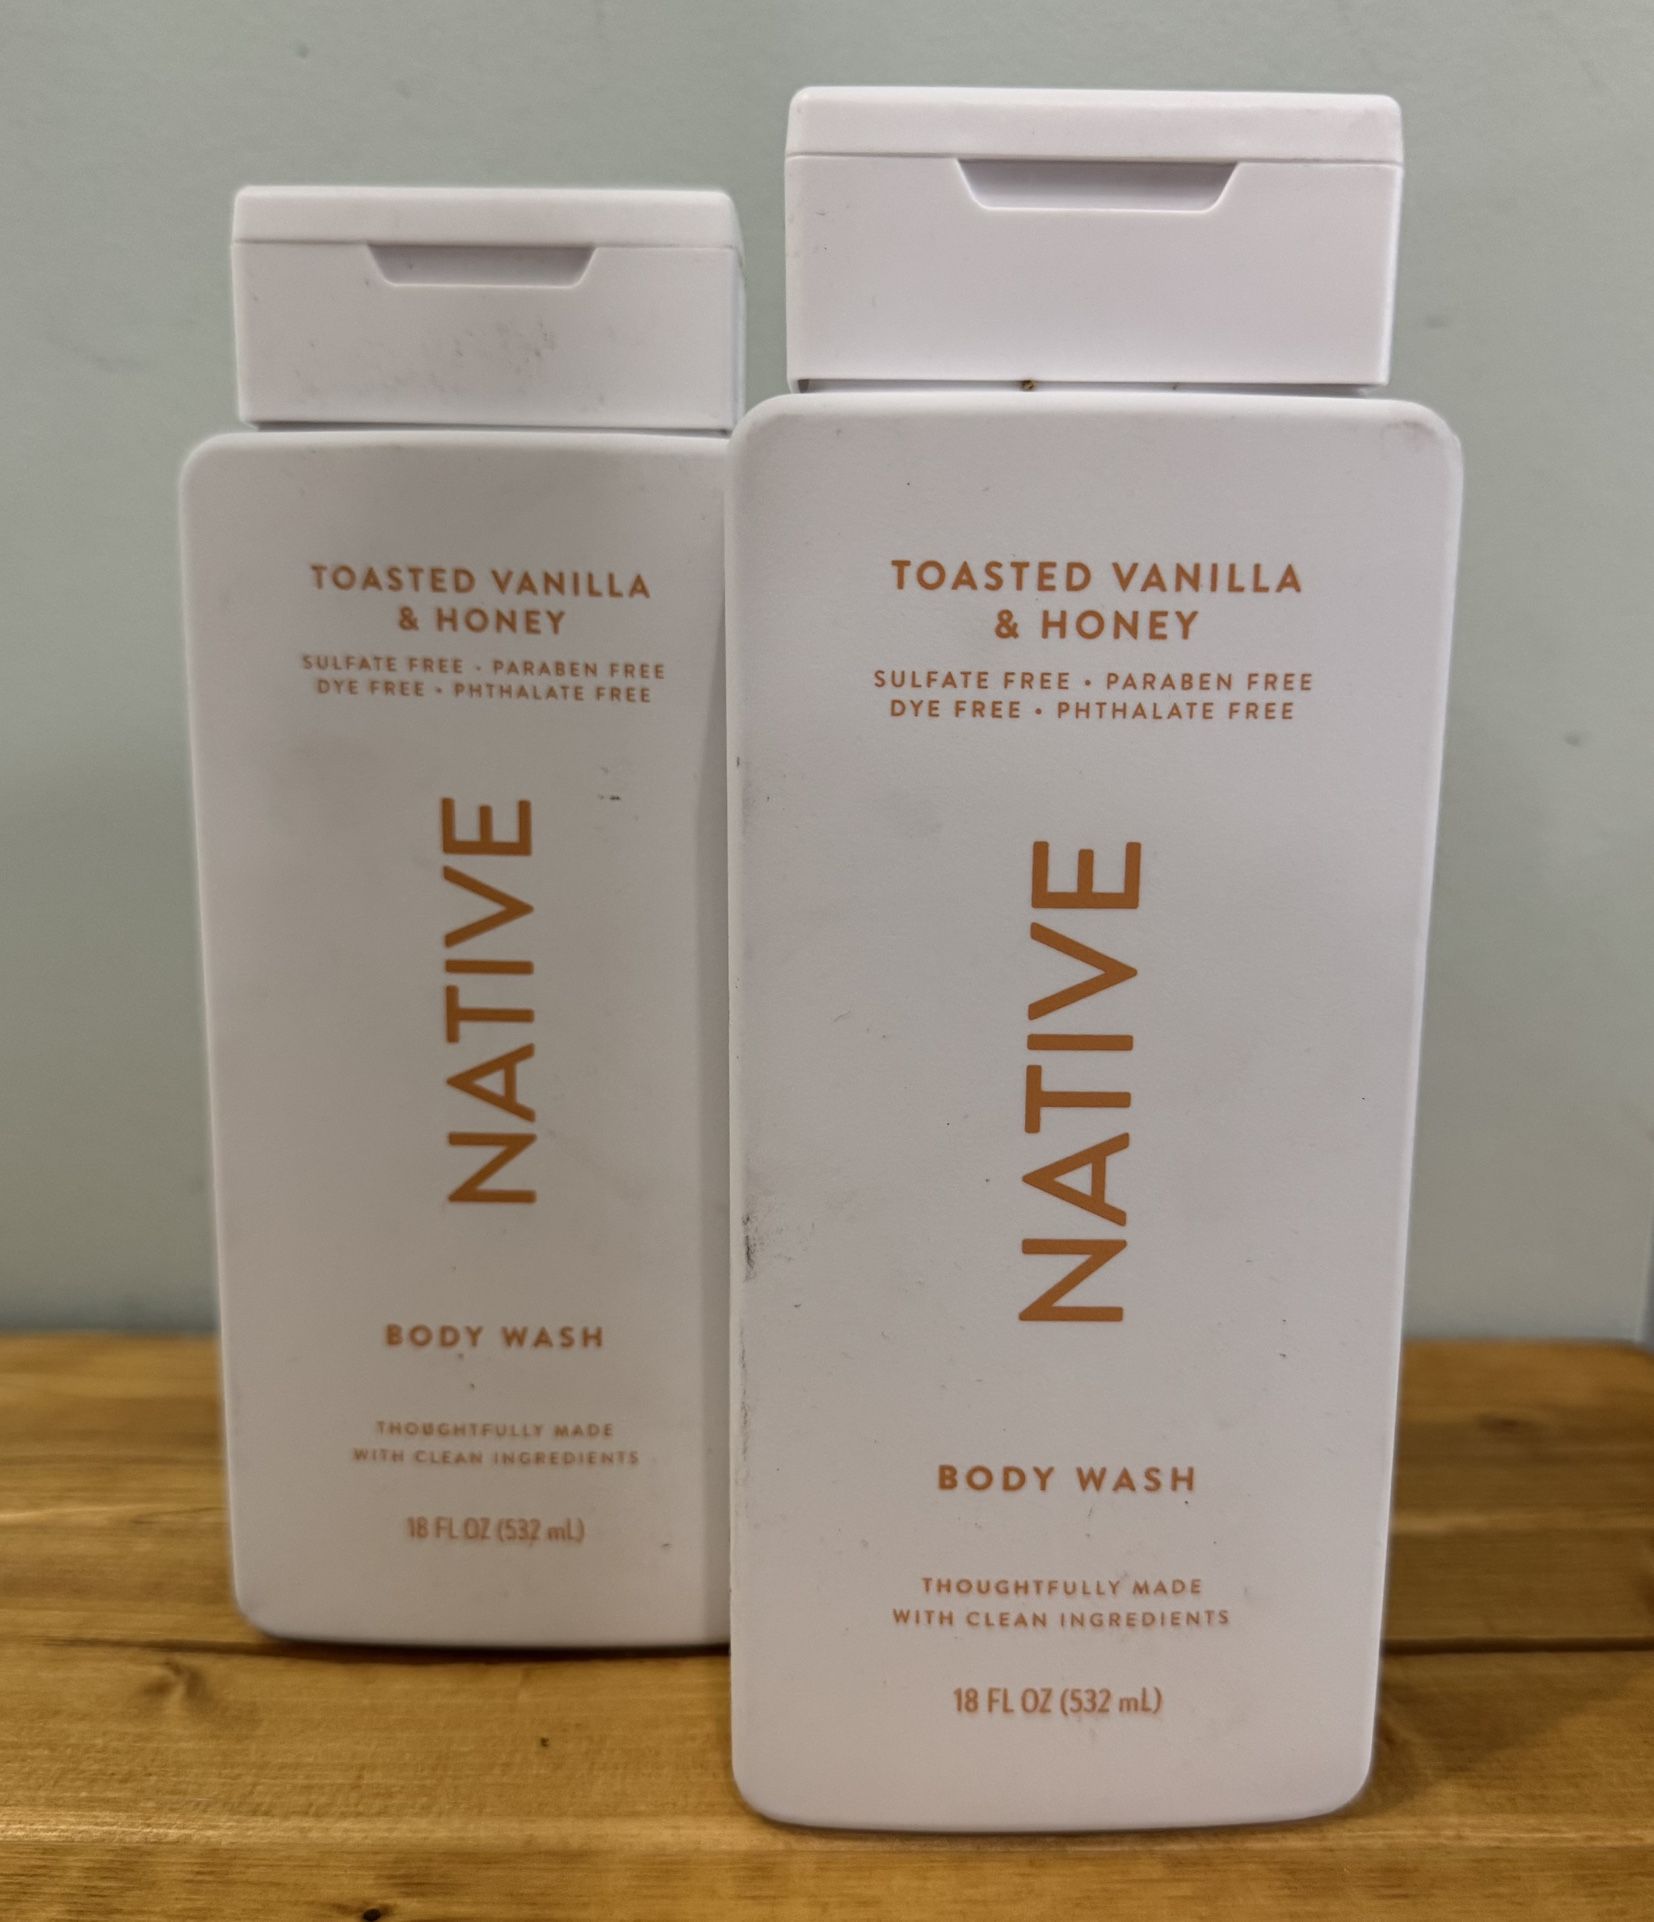 TOASTED VANILLA
& HONEY
SULFATE FREE • PARABEN FREE
DYE FREE • PHTHALATE FREE
NATIVE
BODY WASH
THOUGHTFULLY MADE
WITH CLEAN INGREDIENTS
18 FL OZ (532 mL)
TOASTED VANILLA
& HONEY
SULFATE FREE • PARABEN FREE
DYE FREE • PHTHALATE FREE
NATIVE
BODY WASH
THOUGHTFULLY MADE
WITH CLEAN INGREDIENTS
18 FL OZ (532 mL)